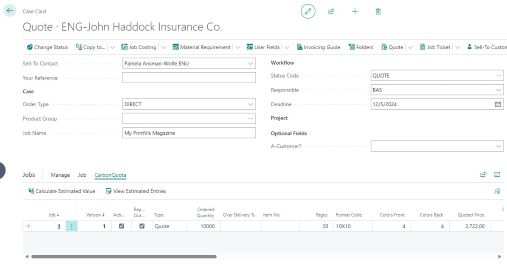 Case Card
Quote - ENG-John Haddock Insurance Co.
Change Status Copy to... Job Costing Material Requirement User Fields Invoicing Guide Folders Quote Job Ticket Sell-To Custom
Sell-To Contact Pamela Ansman-Wolfe ENU
Your Reference
Case
Order Type DIRECT
Product Group
Job Name My PrintVis Magazine
Workflow
Status Code QUOTE
Responsible BAS
Deadline 12/5/2024
Project
Optional Fields
A-Customer?
Jobs Manage Job CarbonQuota
Calculate Estimated Value View Estimated Entries
Job Version Acti... Rep... Out... Type Ordered Quantity Over Delivery % Item No. Pages Format Code Colors Front Colors Back Quoted Price
1 1 Quote 10000 28 10X10 4 4 3,722.00